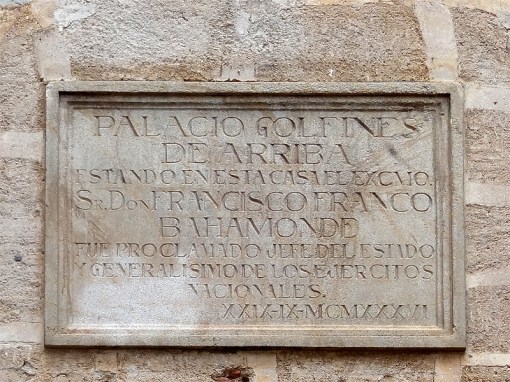 PALACIO GOLFINES
DE ARRIBA
ESTANDO EN ESTA CASA EL EXCMO.
SR. DON FRANCISCO FRANCO
BAHAMONDE
FUE PROCLAMADO JEFE DEL ESTADO
Y GENERALISIMO DE LOS EJERCITOS
NACIONALES.
XXIX-IX-MCMXXXVI